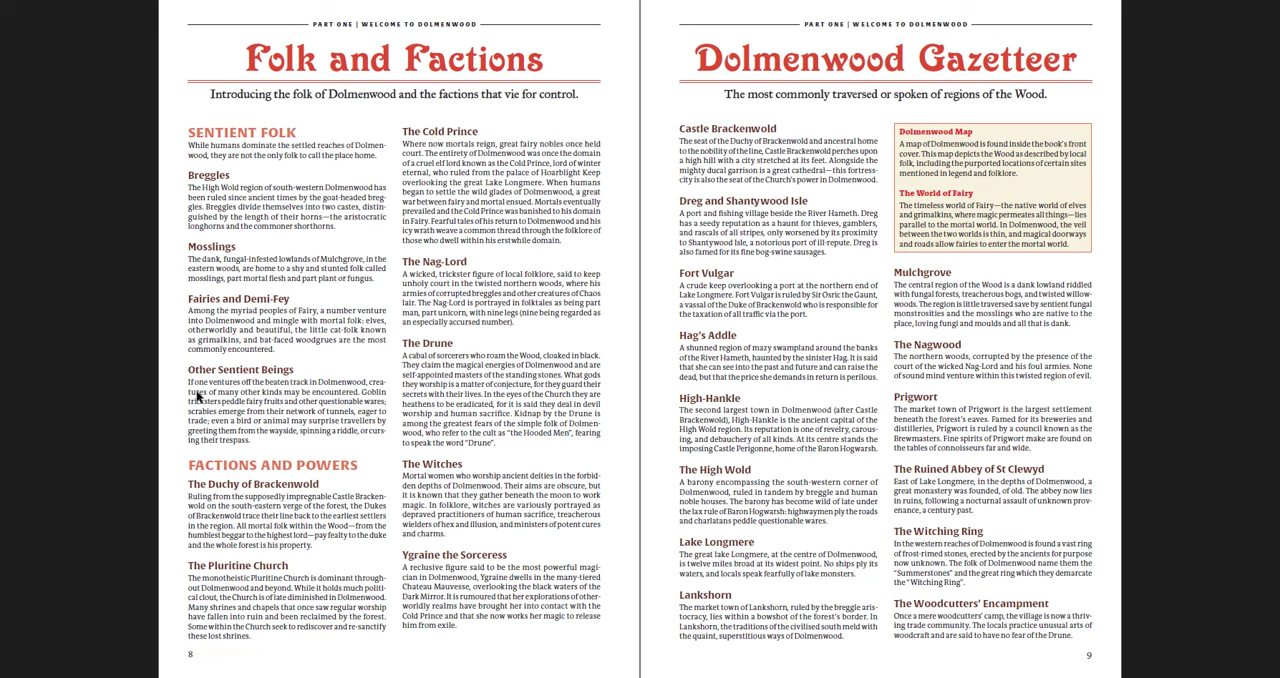 PART ONE | WELCOME TO DOLMENWOOD
Folk and Factions
Introducing the folk of Dolmenwood and the factions that vie for control.
SENTIENT FOLK
While humans dominate the settled reaches of Dolmen-
wood, they are not the only folk to call the place home.
Breggles
The High Wold region of south-western Dolmenwood has
been ruled since ancient times by the goat-headed breg-
gles. Breggles divide themselves into two castes, distin-
guished by the length of their horns—the aristocratic
longhorns and the commoner shorthorns.
Mosslings
The dank, fungal-infested lowlands of Mulchgrove, in the
eastern woods, are home to a shy and stunted folk called
mosslings, part mortal flesh and part plant or fungus.
Fairies and Demi-Fey
Among the myriad peoples of Fairy, a number venture
into Dolmenwood and mingle with mortal folk: elves,
otherworldly and beautiful, the little cat-folk known
as grimalkins, and bat-faced woodgrues are the most
commonly encountered.
Other Sentient Beings
If one ventures off the beaten track in Dolmenwood, crea-
tures of many other kinds may be encountered. Goblin
tricksters peddle fairy fruits and other questionable wares;
scrabies emerge from their network of tunnels, eager to
trade; even a bird or animal may surprise travellers by
greeting them from the wayside, spinning a riddle, or curs-
ing their trespass.
FACTIONS AND POWERS
The Duchy of Brackenwold
Ruling from the supposedly impregnable Castle Bracken-
wold on the south-eastern verge of the forest, the Dukes
of Brackenwold trace their line back to the earliest settlers
in the region. All mortal folk within the Wood—from the
humblest beggar to the highest lord—pay fealty to the duke
and the whole forest is his property.
The Pluritine Church
The monotheistic Pluritine Church is dominant through-
out Dolmenwood and beyond. While it holds much politi-
cal clout, the Church is of late diminished in Dolmenwood.
Many shrines and chapels that once saw regular worship
have fallen into ruin and been reclaimed by the forest.
Some within the Church seek to rediscover and re-sanctify
these lost shrines.
The Cold Prince
Where now mortals reign, great fairy nobles once held
court. The entirety of Dolmenwood was once the domain
of a cruel elf lord known as the Cold Prince, lord of winter
eternal, who ruled from the palace of Hoarblight Keep
overlooking the great Lake Longmere. When humans
began to settle the wild glades of Dolmenwood, a great
war between fairy and mortal ensued. Mortals eventually
prevailed and the Cold Prince was banished to his domain
in Fairy. Fearful tales of his return to Dolmenwood and his
icy wrath weave a common thread through the folklore of
those who dwell within his erstwhile domain.
The Nag-Lord
A wicked, trickster figure of local folklore, said to keep
unholy court in the twisted northern woods, where his
armies of corrupted breggles and other creatures of Chaos
lair. The Nag-Lord is portrayed in folktales as being part
man, part unicorn, with nine legs (nine being regarded as
an especially accursed number).
The Drune
A cabal of sorcerers who roam the Wood, cloaked in black.
They claim the magical energies of Dolmenwood and are
self-appointed masters of the standing stones. What gods
they worship is a matter of conjecture, for they guard their
secrets with their lives. In the eyes of the Church they are
heathens to be eradicated, for it is said they deal in devil
worship and human sacrifice. Kidnap by the Drune is
among the greatest fears of the simple folk of Dolmen-
wood, who refer to the cult as “the Hooded Men”, fearing
to speak the word “Drune”.
The Witches
Mortal women who worship ancient deities in the forbid-
den depths of Dolmenwood. Their aims are obscure, but
it is known that they gather beneath the moon to work
magic. In folklore, witches are variously portrayed as
depraved practitioners of human sacrifice, treacherous
wielders of hex and illusion, and ministers of potent cures
and charms.
Ygraine the Sorceress
A reclusive figure said to be the most powerful magi-
cian in Dolmenwood, Ygraine dwells in the many-tiered
Chateau Mauvesse, overlooking the black waters of the
Dark Mirror. It is rumoured that her explorations of other-
worldly realms have brought her into contact with the
Cold Prince and that she now works her magic to release
him from exile.
8
PART ONE | WELCOME TO DOLMENWOOD
Dolmenwood Gazetteer
The most commonly traversed or spoken of regions of the Wood.
Castle Brackenwold
The seat of the Duchy of Brackenwold and ancestral home
to the nobility of the line, Castle Brackenwold perches upon
a high hill with a city stretched at its feet. Alongside the
mighty ducal garrison is a great cathedral—this fortress-
city is also the seat of the Church's power in Dolmenwood.
Dreg and Shantywood Isle
A port and fishing village beside the River Hameth. Dreg
has a seedy reputation as a haunt for thieves, gamblers,
and rascals of all stripes, only worsened by its proximity
to Shantywood Isle, a notorious port of ill-repute. Dreg is
also famed for its fine bog-swine sausages.
Fort Vulgar
A crude keep overlooking a port at the northern end of
Lake Longmere. Fort Vulgar is ruled by Sir Osric the Gaunt,
a vassal of the Duke of Brackenwold who is responsible for
the taxation of all traffic via the port.
Hag's Addle
A shunned region of mazy swampland around the banks
of the River Hameth, haunted by the sinister Hag. It is said
that she can see into the past and future and can raise the
dead, but that the price she demands in return is perilous.
High-Hankle
The second largest town in Dolmenwood (after Castle
Brackenwold), High-Hankle is the ancient capital of the
High Wold region. Its reputation is one of revelry, carous-
ing, and debauchery of all kinds. At its centre stands the
imposing Castle Perigonne, home of the Baron Hogwarsh.
The High Wold
A barony encompassing the south-western corner of
Dolmenwood, ruled in tandem by breggle and human
noble houses. The barony has become wild of late under
the lax rule of Baron Hogwarsh: highwaymen ply the roads
and charlatans peddle questionable wares.
Lake Longmere
The great lake Longmere, at the centre of Dolmenwood,
is twelve miles broad at its widest point. No ships ply its
waters, and locals speak fearfully of lake monsters.
Lankshorn
The market town of Lankshorn, ruled by the breggle aris-
tocracy, lies within a bowshot of the forest's border. In
Lankshorn, the traditions of the civilised south meld with
the quaint, superstitious ways of Dolmenwood.
Dolmenwood Map
A map of Dolmenwood is found inside the book's front
cover. This map depicts the Wood as described by local
folk, including the purported locations of certain sites
mentioned in legend and folklore.
The World of Fairy
The timeless world of Fairy—the native world of elves
and grimalkins, where magic permeates all things—lies
parallel to the mortal world. In Dolmenwood, the veil
between the two worlds is thin, and magical doorways
and roads allow fairies to enter the mortal world.
Mulchgrove
The central region of the Wood is a dank lowland riddled
with fungal forests, treacherous bogs, and twisted willow-
woods. The region is little traversed save by sentient fungal
monstrosities and the mosslings who are native to the
place, loving fungi and moulds and all that is dank.
The Nagwood
The northern woods, corrupted by the presence of the
court of the wicked Nag-Lord and his foul armies. None
of sound mind venture within this twisted region of evil.
Prigwort
The market town of Prigwort is the largest settlement
beneath the forest's eaves. Famed for its breweries and
distilleries, Prigwort is ruled by a council known as the
Brewmasters. Fine spirits of Prigwort make are found on
the tables of connoisseurs far and wide.
The Ruined Abbey of St Clewyd
East of Lake Longmere, in the depths of Dolmenwood, a
great monastery was founded, of old. The abbey now lies
in ruins, following a nocturnal assault of unknown prov-
enance, a century past.
The Witching Ring
In the western reaches of Dolmenwood is found a vast ring
of frost-rimed stones, erected by the ancients for purpose
now unknown. The folk of Dolmenwood name them the
“Summerstones” and the great ring which they demarcate
the “Witching Ring”.
The Woodcutters' Encampment
Once a mere woodcutters' camp, the village is now a thriv-
ing trade community. The locals practice unusual arts of
woodcraft and are said to have no fear of the Drune.
9